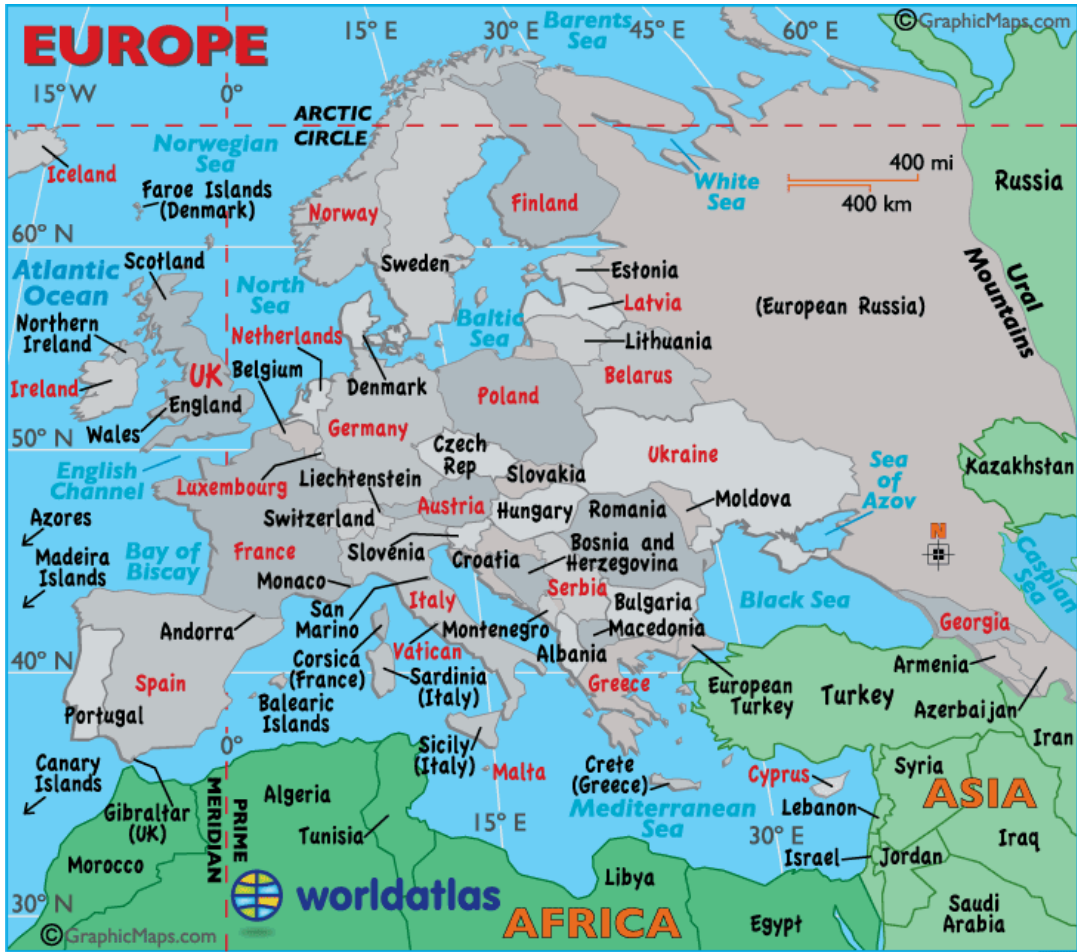 EUROPE
15° E
30° E
Barents
Sea
45° E
60° E
©GraphicMaps.com
15° W
0°
ARCTIC
CIRCLE
Norwegian
Sea
Iceland
Faroe Islands
(Denmark)
Norway
Finland
White
Sea
400 mi
400 km
Russia
60° N
Scotland
Sweden
Atlantic
Ocean
North
Sea
Estonia
Latvia
(European Russia)
Ural
Mountains
Northern
Ireland
Netherlands
Baltic
Sea
Lithuania
Ireland
UK
Belgium
Denmark
Belarus
Poland
England
Wales
Germany
50° N
Czech
Rep
Ukraine
English
Channel
Luxembourg
Liechtenstein
Slovakia
Sea
of
Azov
Kazakhstan
Azores
Switzerland
Austria
Hungary
Romania
Moldova
Madeira
Islands
Bay of
Biscay
France
Slovenia
Croatia
Bosnia and
Herzegovina
N
Caspian
Sea
Monaco
San
Marino
Italy
Serbia
Bulgaria
Black Sea
Georgia
Andorra
Montenegro
Macedonia
40° N
Corsica
(France)
Vatican
Albania
Armenia
Spain
Sardinia
(Italy)
Greece
European
Turkey
Turkey
Azerbaijan
Portugal
Balearic
Islands
Iran
0°
Sicily
(Italy)
Malta
Crete
(Greece)
Cyprus
Syria
Canary
Islands
Gibraltar
(UK)
PRIME
MERIDIAN
Algeria
Mediterranean
Sea
Lebanon
ASIA
Tunisia
15° E
30° E
Iraq
Morocco
Israel
Jordan
worldatlas
Libya
Saudi
Arabia
30° N
AFRICA
Egypt
©GraphicMaps.com